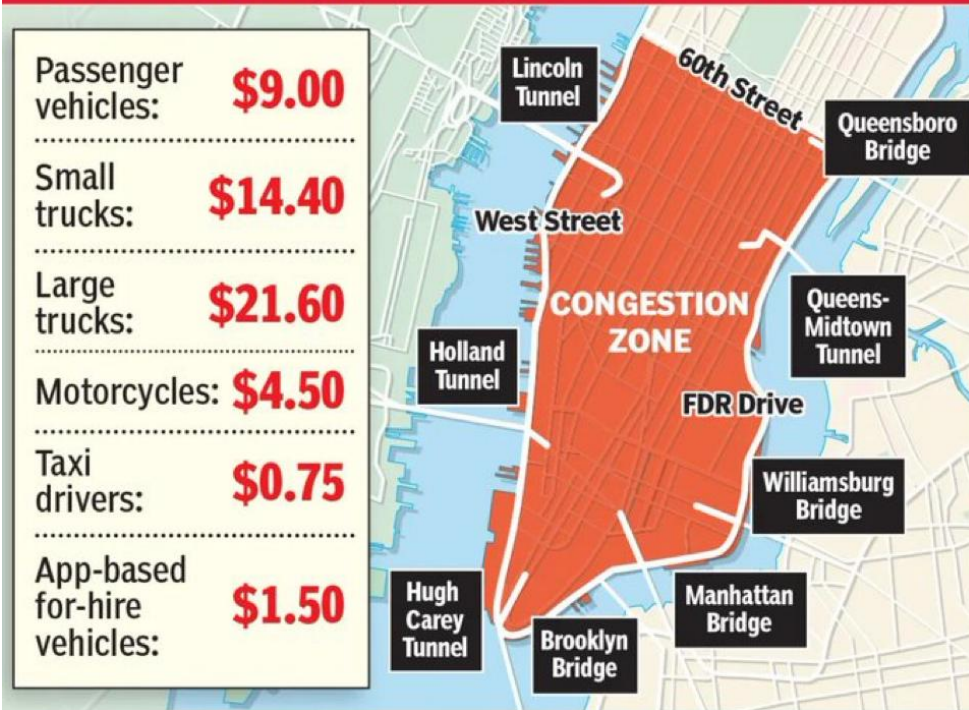 Passenger
vehicles: $9.00
Small
trucks: $14.40
Large
trucks: $21.60
Motorcycles: $4.50
Taxi
drivers: $0.75
App-based
for-hire
vehicles: $1.50
Lincoln
Tunnel
60th Street
Queensboro
Bridge
West Street
CONGESTION
ZONE
Queens-
Midtown
Tunnel
Holland
Tunnel
FDR Drive
Williamsburg
Bridge
Hugh
Carey
Tunnel
Manhattan
Bridge
Brooklyn
Bridge